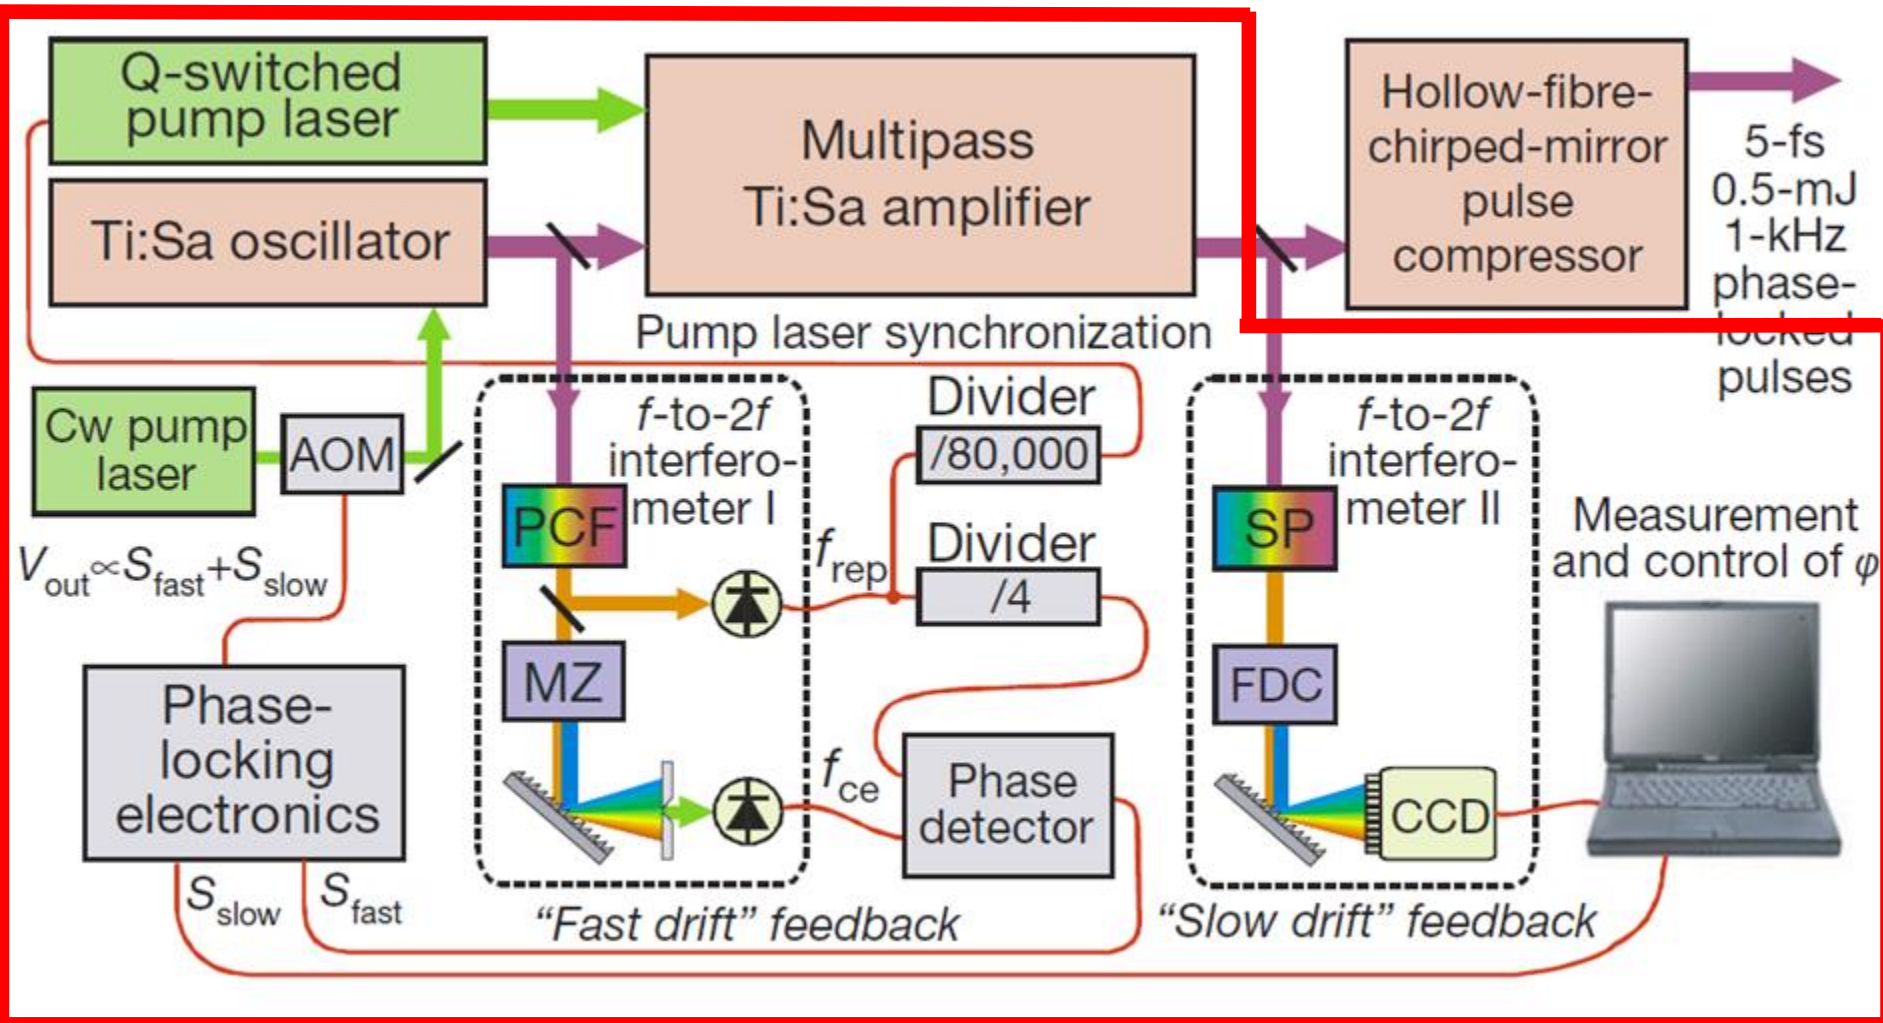 Q-switched
pump laser
Multipass
Ti:Sa amplifier
Hollow-fibre-
chirped-mirror
pulse
compressor
5-fs
0.5-mJ
1-kHz
phase-
locked
pulses
Ti:Sa oscillator
Pump laser synchronization
Cw pump
laser
AOM
V_out∝S_fast+S_slow
Phase-
locking
electronics
S_slow
S_fast
f-to-2f
interfero-
meter I
PCF
MZ
f_rep
f_ce
Divider
/80,000
Divider
/4
Phase
detector
"Fast drift" feedback
f-to-2f
interfero-
meter II
SP
FDC
CCD
"Slow drift" feedback
Measurement
and control of φ